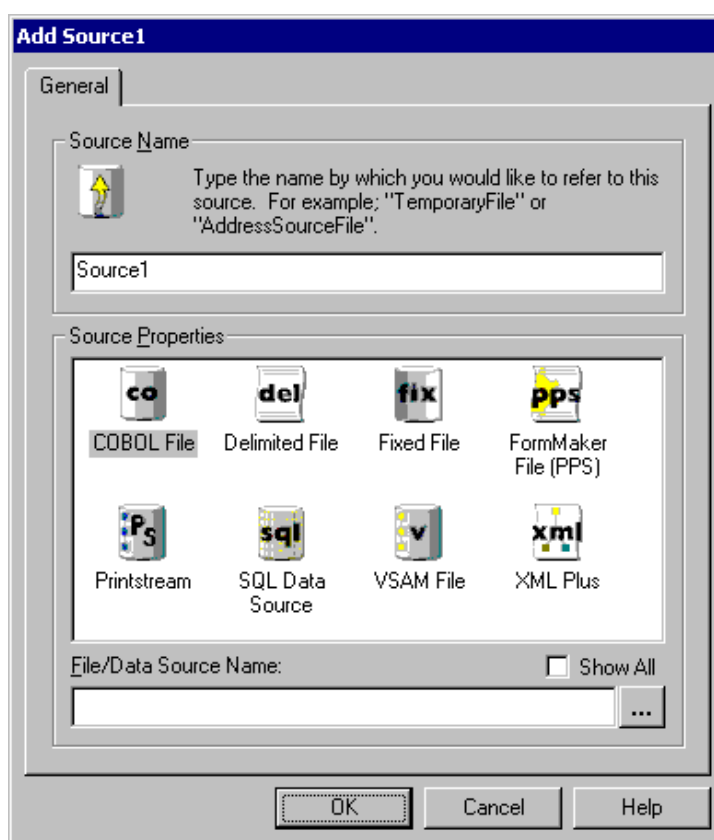 Add Source1
General
Source Name
Type the name by which you would like to refer to this
source. For example; "TemporaryFile" or
"AddressSourceFile".
Source1
Source Properties
co del fix pps
COBOL File Delimited File Fixed File FormMaker
File (PPS)
PS sql v xml
Printstream SQL Data VSAM File XML Plus
Source
File/Data Source Name: Show All
...
OK Cancel Help